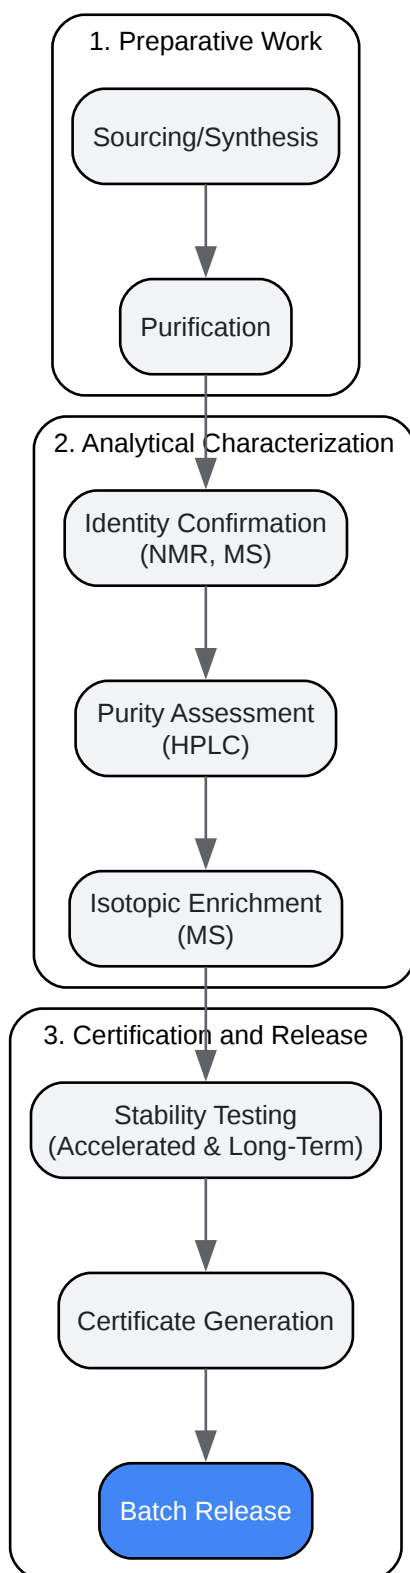 1. Preparative Work
Sourcing/Synthesis
Purification
2. Analytical Characterization
Identity Confirmation
(NMR, MS)
Purity Assessment
(HPLC)
Isotopic Enrichment
(MS)
3. Certification and Release
Stability Testing
(Accelerated & Long-Term)
Certificate Generation
Batch Release